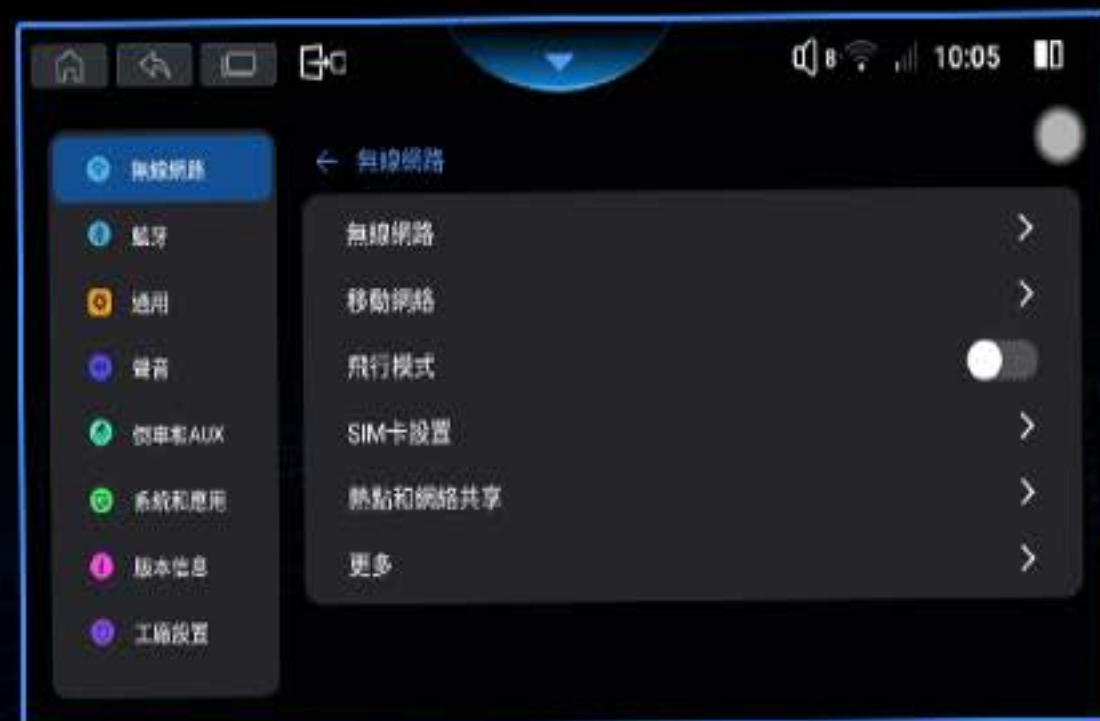 8 10:05
無線網路
藍牙
通用
聲音
倒車和AUX
系統和應用
版本信息
工廠設置
← 無線網路
無線網路
移動網絡
飛行模式
SIM卡設置
熱點和網絡共享
更多